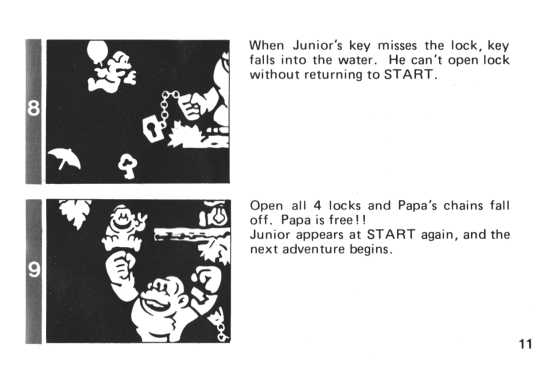 8
When Junior's key misses the lock, key
falls into the water. He can't open lock
without returning to START.
9
Open all 4 locks and Papa's chains fall
off. Papa is free!!
Junior appears at START again, and the
next adventure begins.
11